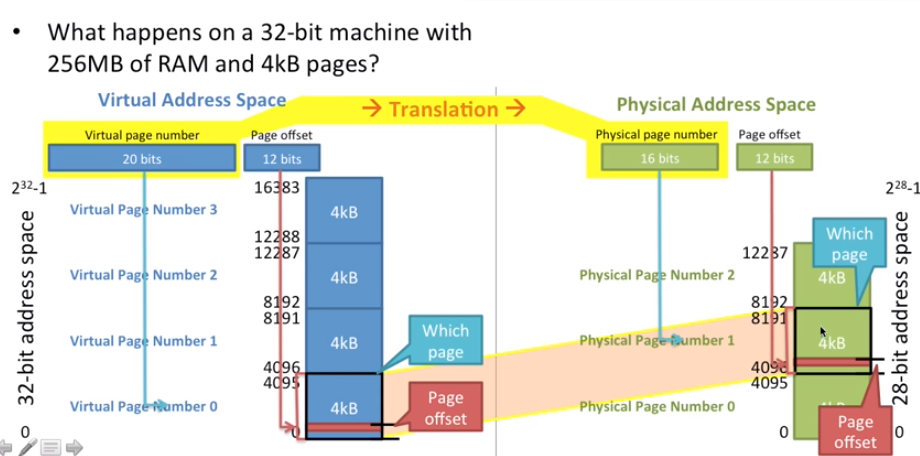 • What happens on a 32-bit machine with
256MB of RAM and 4kB pages?
Virtual Address Space
→ Translation →
Physical Address Space
Virtual page number
Page offset
20 bits
12 bits
Physical page number
Page offset
16 bits
12 bits
2³²-1
32-bit address space
0
Virtual Page Number 3
Virtual Page Number 2
Virtual Page Number 1
Virtual Page Number 0
16383
4kB
12288
12287
4kB
8192
8191
4kB
4096
4095
4kB
0
Which
page
Page
offset
Physical Page Number 2
Physical Page Number 1
Physical Page Number 0
12287
4kB
8192
8191
4kB
4096
4095
0
Which
page
Page
offset
2²⁸-1
28-bit address space
0